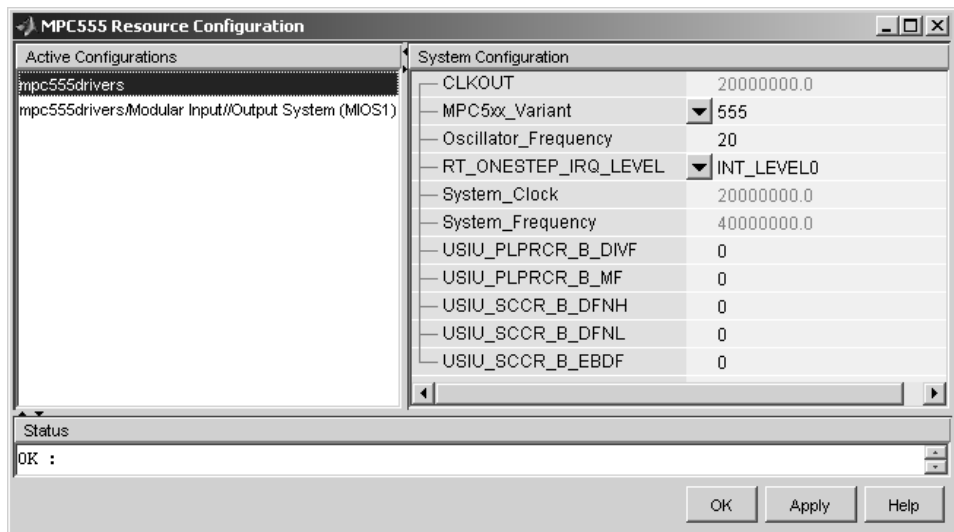 MPC555 Resource Configuration
Active Configurations
mpc555drivers
mpc555drivers/Modular Input//Output System (MIOS1)
System Configuration
CLKOUT 20000000.0
MPC5xx_Variant 555
Oscillator_Frequency 20
RT_ONESTEP_IRQ_LEVEL INT_LEVEL0
System_Clock 20000000.0
System_Frequency 40000000.0
USIU_PLPRCR_B_DIVF 0
USIU_PLPRCR_B_MF 0
USIU_SCCR_B_DFNH 0
USIU_SCCR_B_DFNL 0
USIU_SCCR_B_EBDF 0
Status
OK :
OK Apply Help